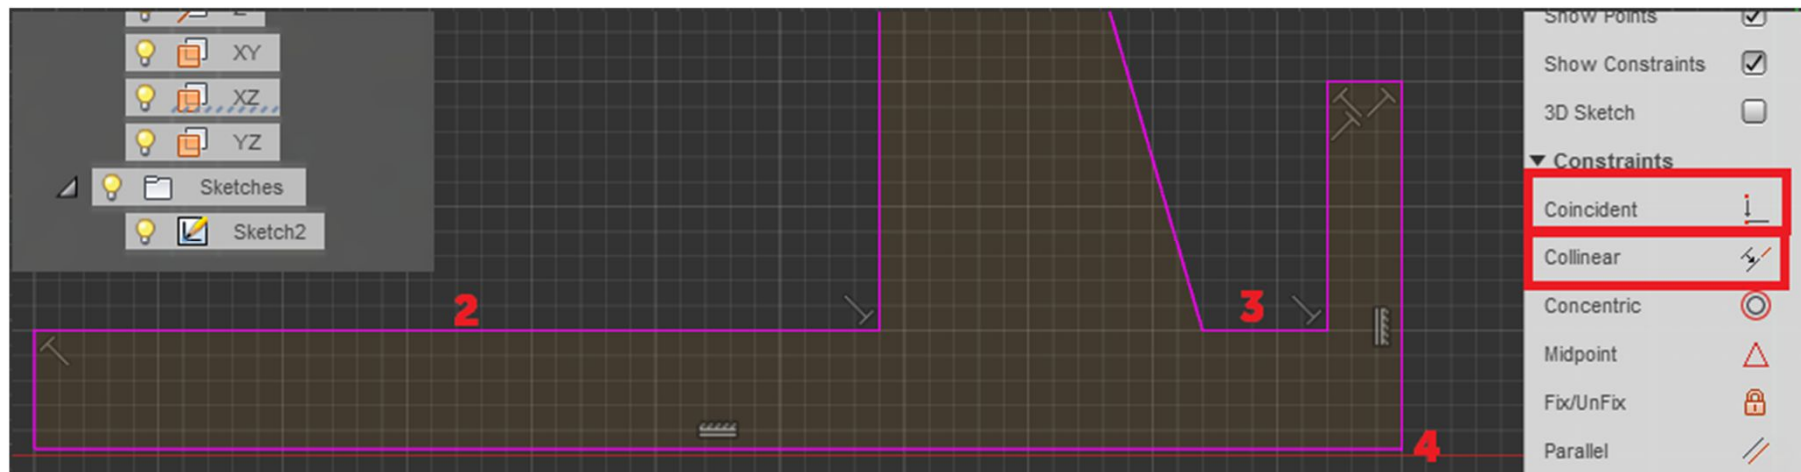 XY
XZ
YZ
Sketches
Sketch2
2
3
4
Show Points
Show Constraints
3D Sketch
Constraints
Coincident
Collinear
Concentric
Midpoint
Fix/UnFix
Parallel